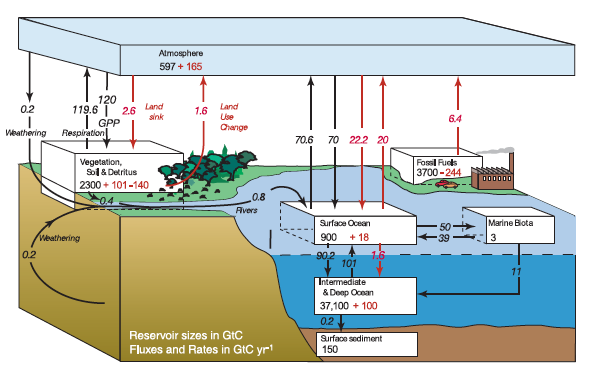 Atmosphere
597 + 165
0.2
Weathering
119.6
Respiration
120
GPP
2.6
Land
sink
1.6
Land
Use
Change
70.6
70
22.2
20
6.4
Vegetation,
Soil & Detritus
2300 + 101 -140
Fossil Fuels
3700 - 244
0.4
0.8
Rivers
Weathering
0.2
Surface Ocean
900 + 18
50
39
Marine Biota
3
90.2
101
1.6
11
Intermediate
& Deep Ocean
37,100 + 100
0.2
Surface sediment
150
Reservoir sizes in GtC
Fluxes and Rates in GtC yr-1